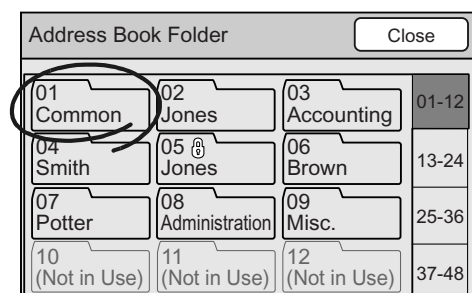 Address Book Folder
Close
01
Common
02
Jones
03
Accounting
01-12
04
Smith
05
Jones
06
Brown
13-24
07
Potter
08
Administration
09
Misc.
25-36
10
(Not in Use)
11
(Not in Use)
12
(Not in Use)
37-48